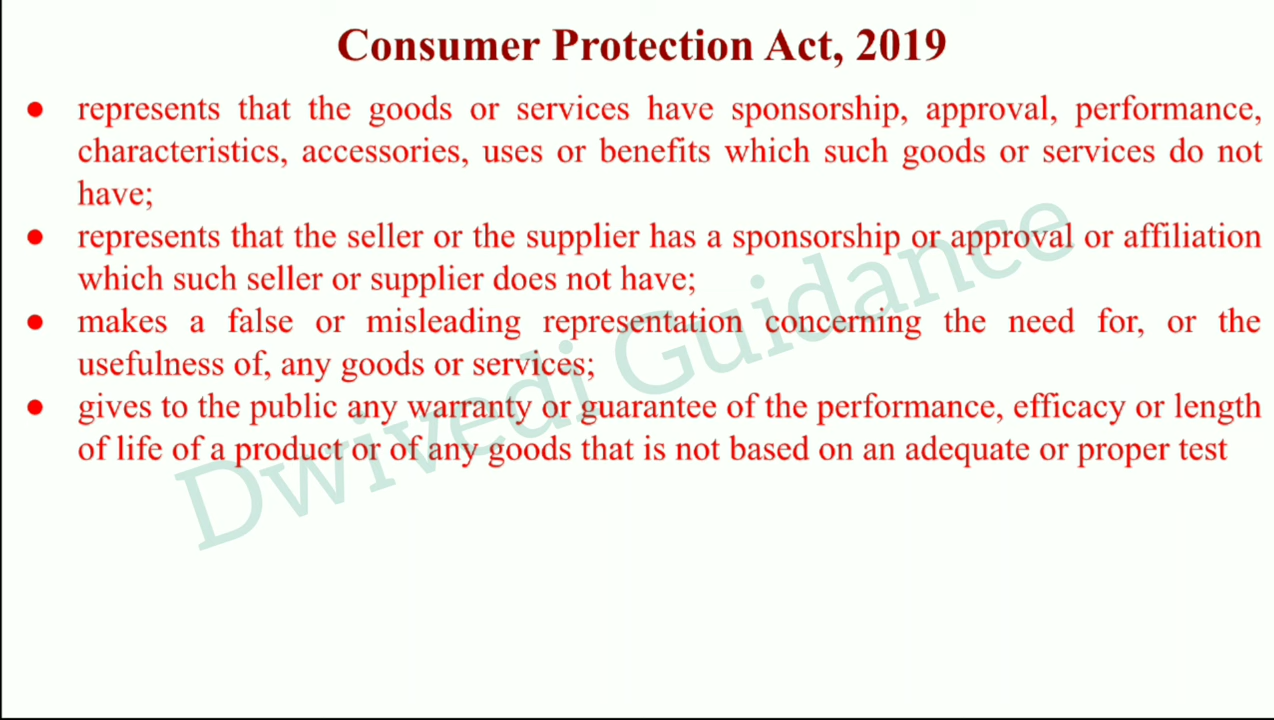 Consumer Protection Act, 2019
● represents that the goods or services have sponsorship, approval, performance,
characteristics, accessories, uses or benefits which such goods or services do not
have;
● represents that the seller or the supplier has a sponsorship or approval or affiliation
which such seller or supplier does not have;
● makes a false or misleading representation concerning the need for, or the
usefulness of, any goods or services;
● gives to the public any warranty or guarantee of the performance, efficacy or length
of life of a product or of any goods that is not based on an adequate or proper test
Dwivedi Guidance